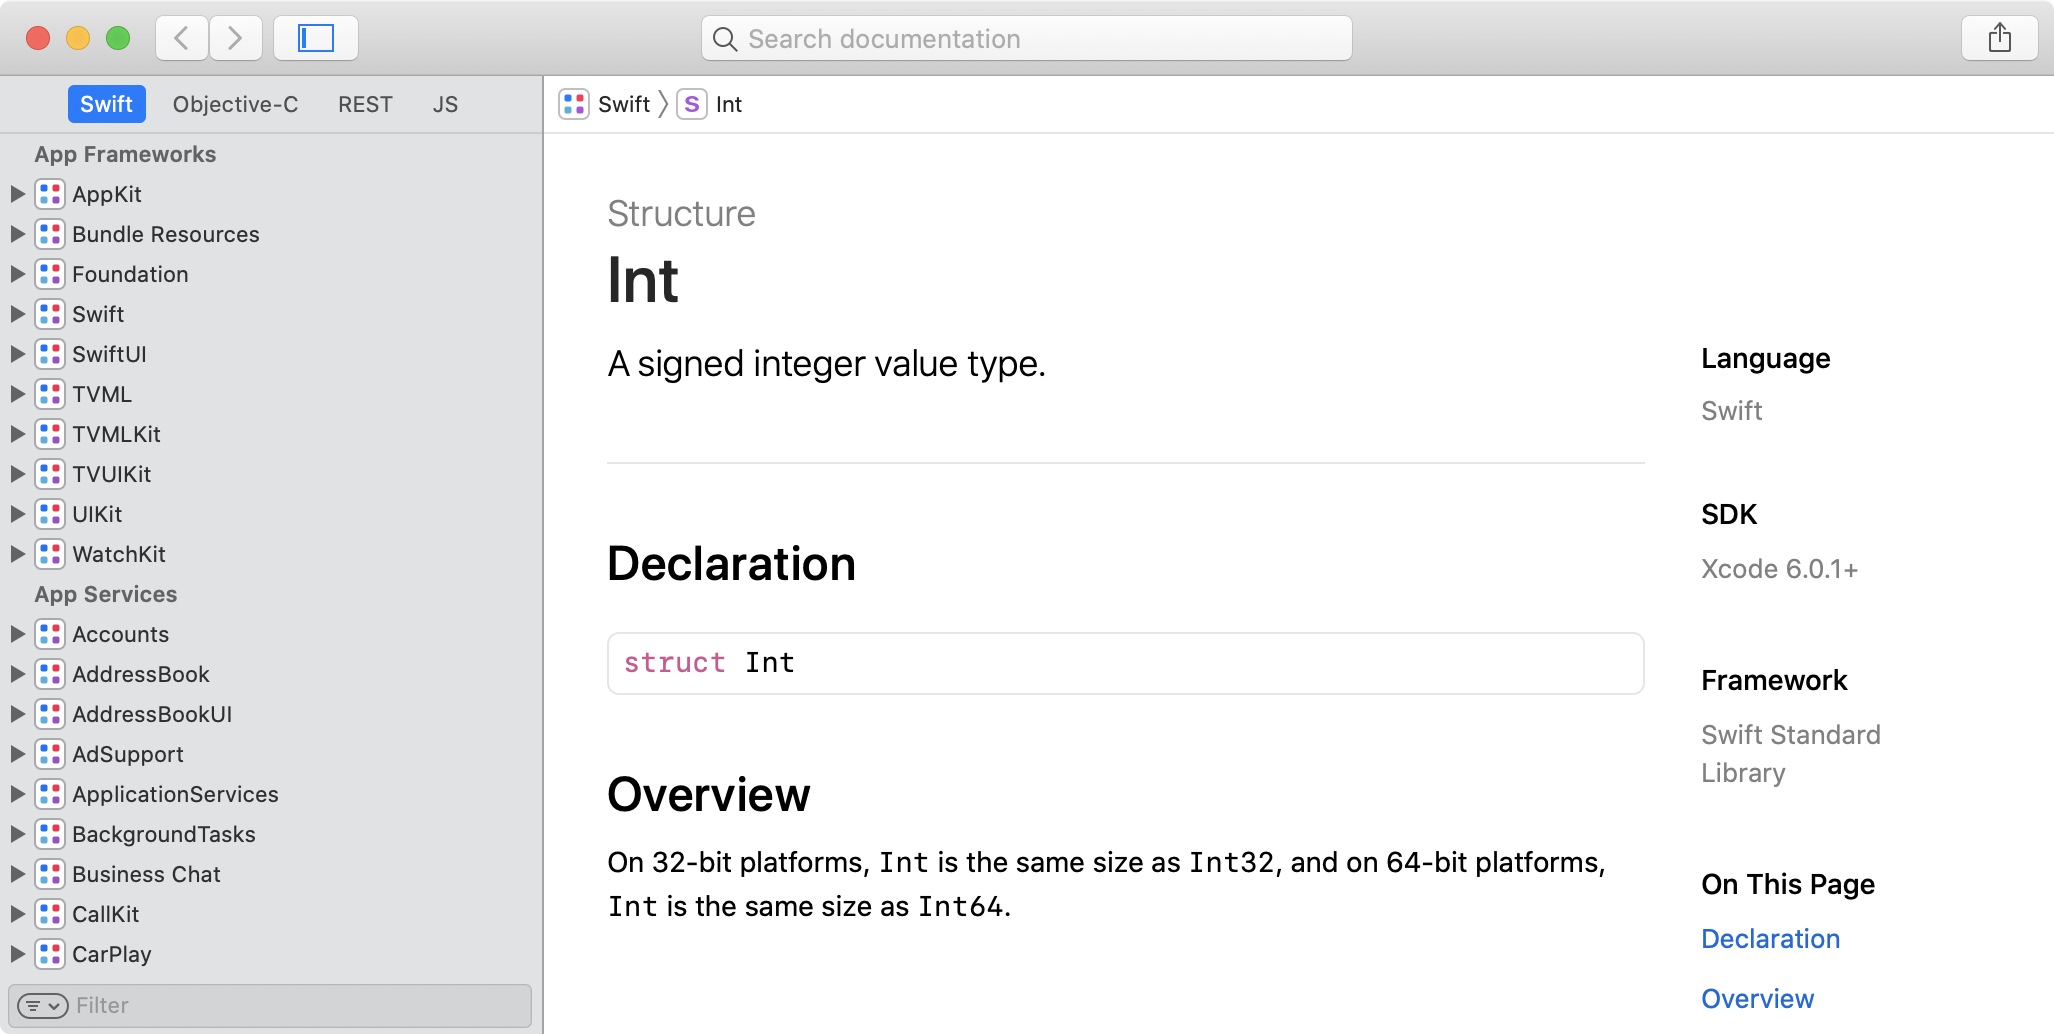 Search documentation
Swift Objective-C REST JS
App Frameworks
AppKit
Bundle Resources
Foundation
Swift
SwiftUI
TVML
TVMLKit
TVUIKit
UIKit
WatchKit
App Services
Accounts
AddressBook
AddressBookUI
AdSupport
ApplicationServices
BackgroundTasks
Business Chat
CallKit
CarPlay
Filter
Swift S Int
Structure
Int
A signed integer value type.
Declaration
struct Int
Overview
On 32-bit platforms, Int is the same size as Int32, and on 64-bit platforms,
Int is the same size as Int64.
Language
Swift
SDK
Xcode 6.0.1+
Framework
Swift Standard
Library
On This Page
Declaration
Overview